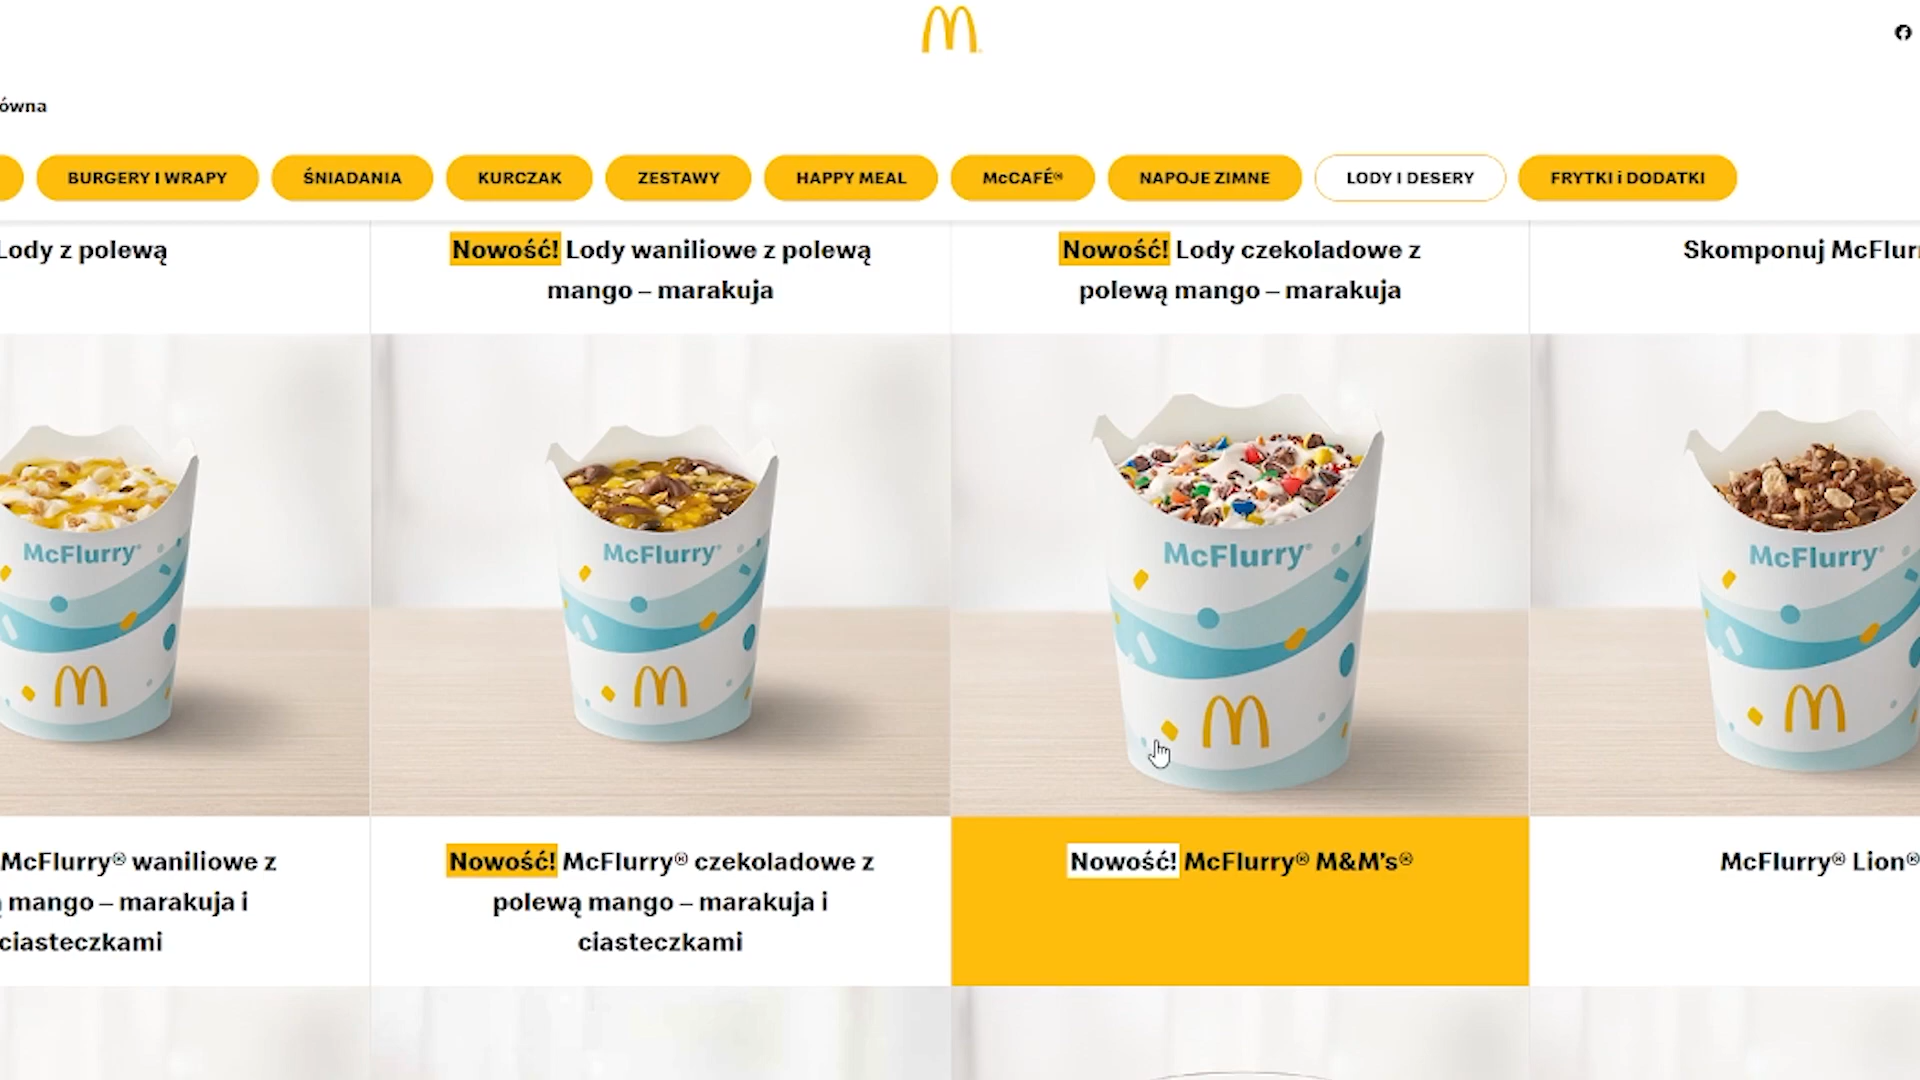 ówna
BURGERY I WRAPY
ŚNIADANIA
KURCZAK
ZESTAWY
HAPPY MEAL
McCAFÉ®
NAPOJE ZIMNE
LODY I DESERY
FRYTKI i DODATKI
Lody z polewą
Nowość! Lody waniliowe z polewą
mango – marakuja
Nowość! Lody czekoladowe z
polewą mango – marakuja
Skomponuj McFlurr
McFlurry®
McFlurry®
McFlurry®
McFlurry®
McFlurry® waniliowe z
ą mango – marakuja i
ciasteczkami
Nowość! McFlurry® czekoladowe z
polewą mango – marakuja i
ciasteczkami
Nowość! McFlurry® M&M's®
McFlurry® Lion®